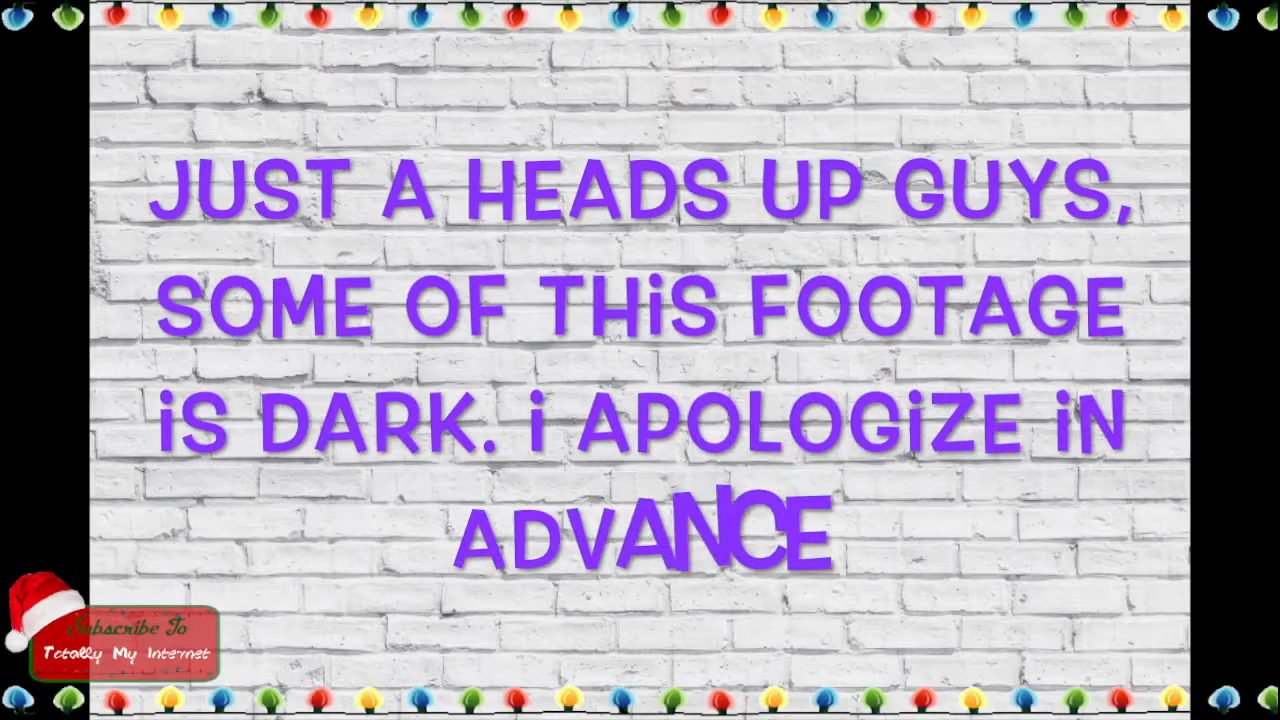 JUST A HEADS UP GUYS,
SOME OF THiS FOOTAGE
iS DARK. i APOLOGiZE iN
ADVANCE
Subscribe To
Totally My Internet